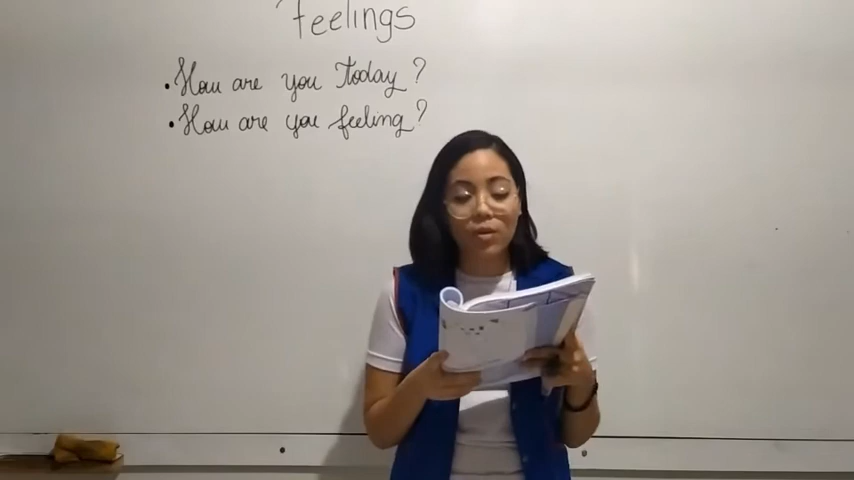 feelings
• How are you today?
• How are you feeling?